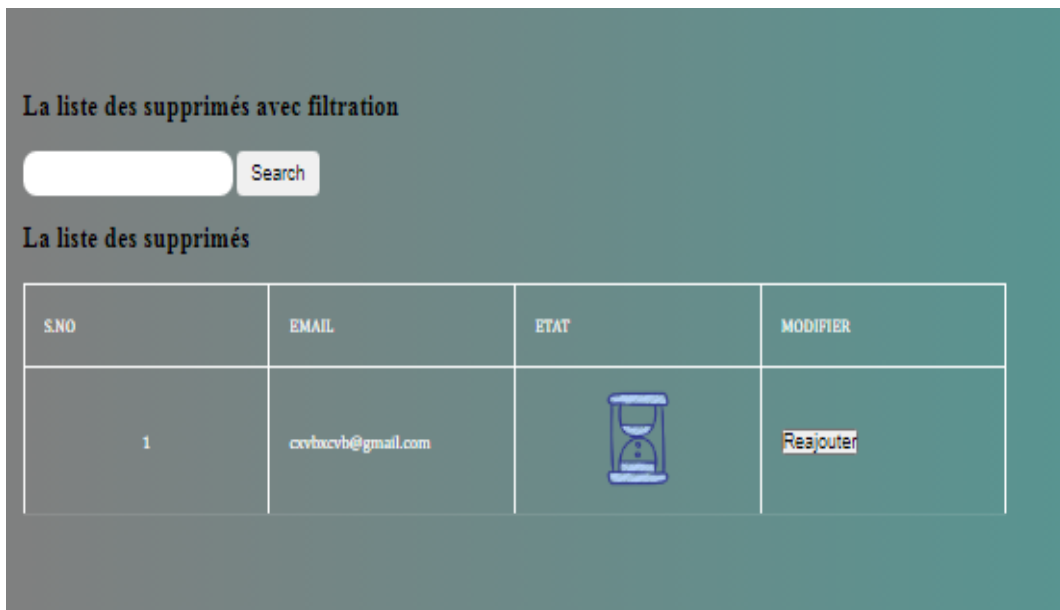 La liste des supprimés avec filtration
Search
La liste des supprimés
S.NO EMAIL ETAT MODIFIER
1 cxvbxcvb@gmail.com Reajouter